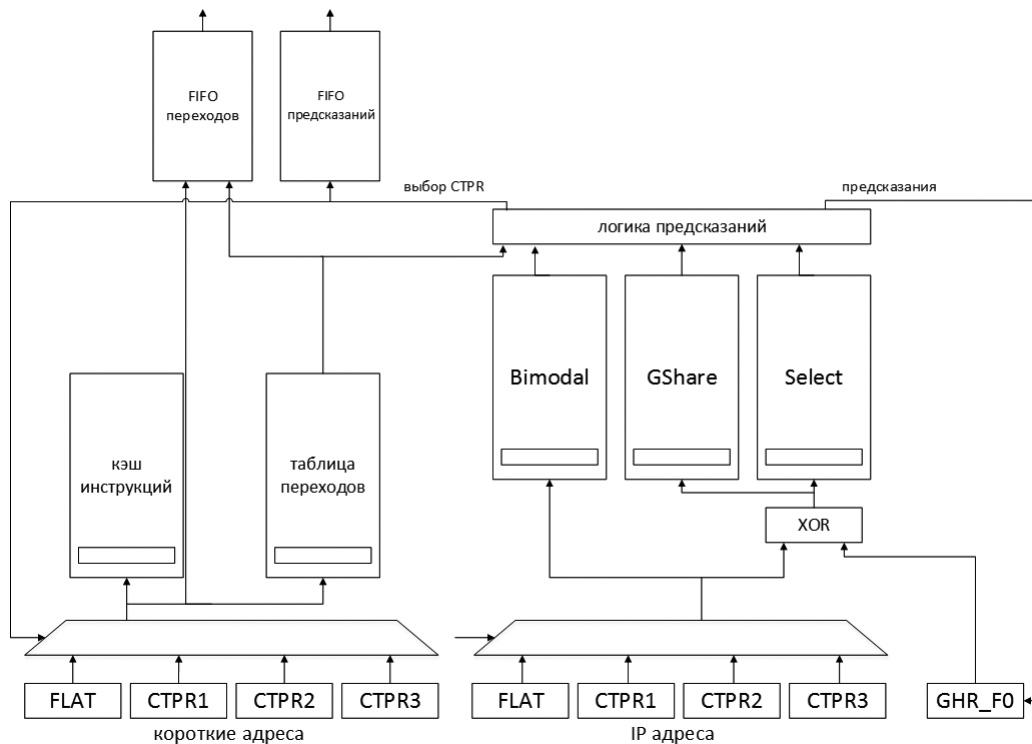 FIFO
переходов
FIFO
предсказаний
выбор CTPR
предсказания
логика предсказаний
Bimodal
GShare
Select
кэш
инструкций
таблица
переходов
XOR
FLAT
CTPR1
CTPR2
CTPR3
FLAT
CTPR1
CTPR2
CTPR3
GHR_F0
короткие адреса
IP адреса